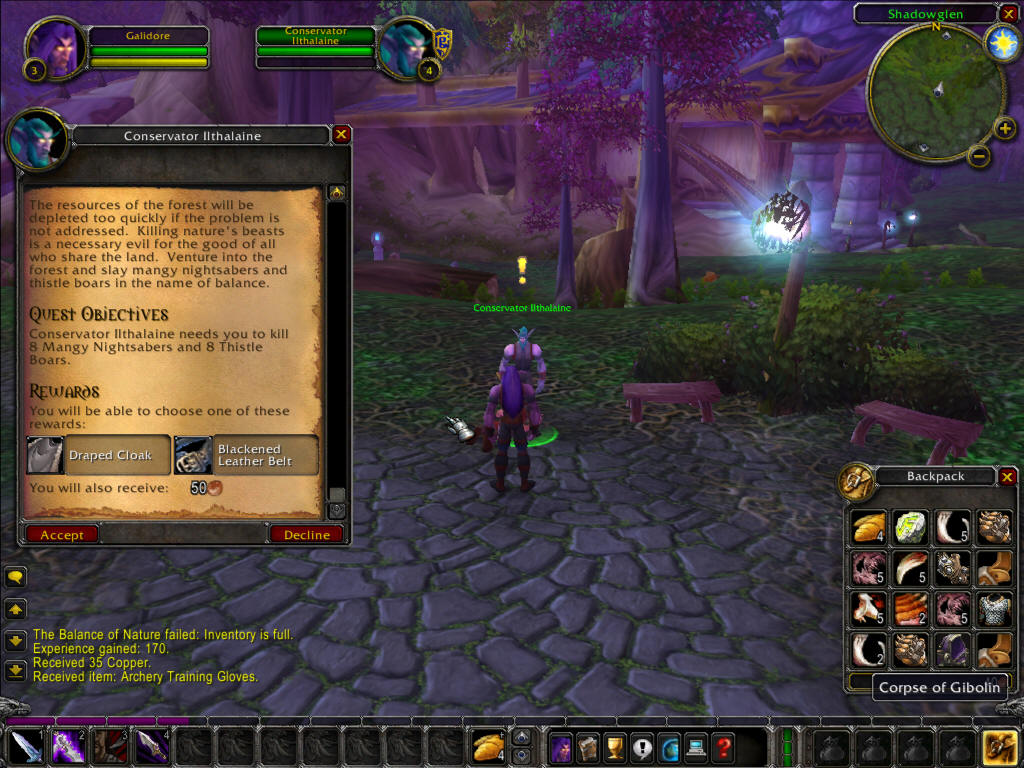 Galidore
3
Conservator
Ilthalaine
4
Shadowglen
N
Conservator Ilthalaine
The resources of the forest will be
depleted too quickly if the problem is
not addressed. Killing nature's beasts
is a necessary evil for the good of all
who share the land. Venture into the
forest and slay mangy nightsabers and
thistle boars in the name of balance.
Quest Objectives
Conservator Ilthalaine needs you to kill
8 Mangy Nightsabers and 8 Thistle
Boars.
Rewards
You will be able to choose one of these
rewards:
Draped Cloak
Blackened
Leather Belt
You will also receive: 50
Accept
Decline
Conservator Ilthalaine
Backpack
4
5
5
5
5
2
5
2
Corpse of Gibolin
The Balance of Nature failed: Inventory is full.
Experience gained: 170.
Received 35 Copper.
Received item: Archery Training Gloves.
2
3
4
4